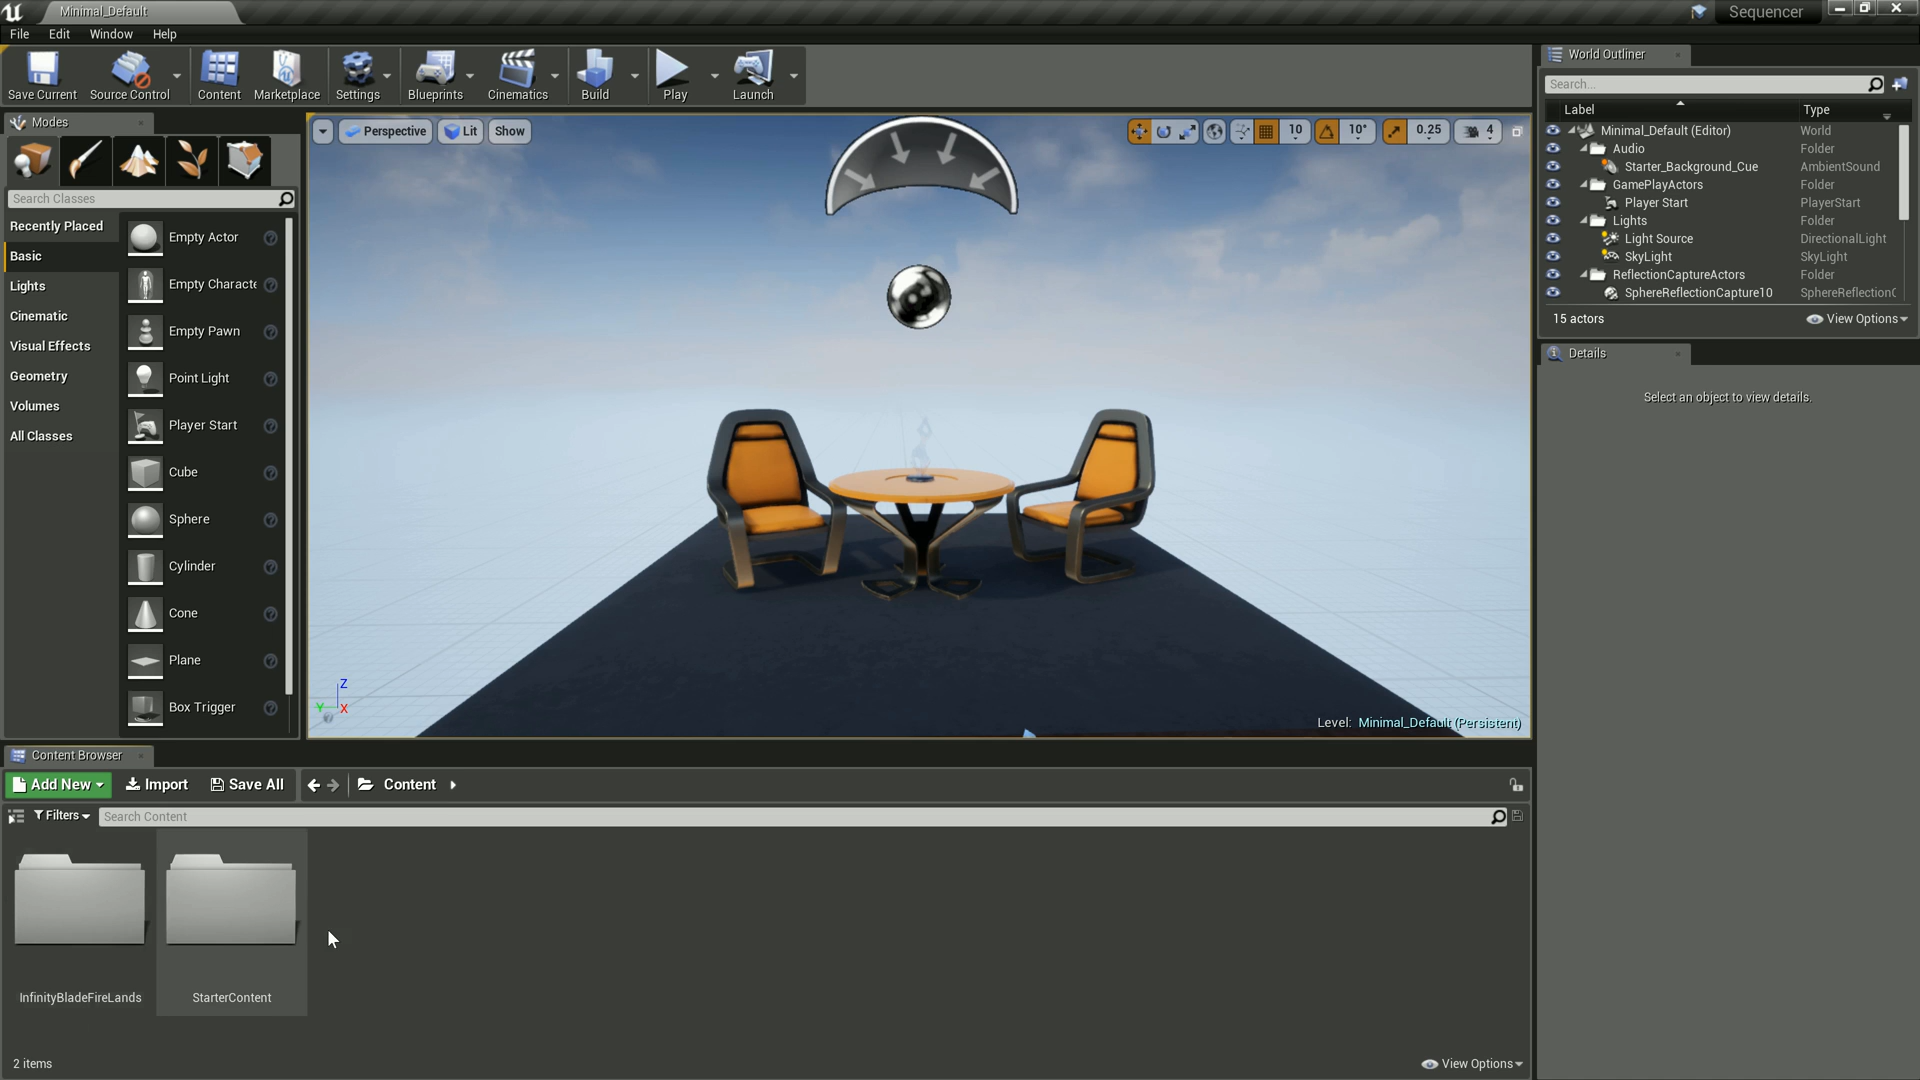 Minimal_Default
Sequencer
File Edit Window Help
Save Current Source Control Content Marketplace Settings Blueprints Cinematics Build Play Launch
Modes
Search Classes
Recently Placed
Basic
Lights
Cinematic
Visual Effects
Geometry
Volumes
All Classes
Empty Actor
Empty Characte
Empty Pawn
Point Light
Player Start
Cube
Sphere
Cylinder
Cone
Plane
Box Trigger
Perspective Lit Show
10 10° 0.25 4
Z
Y X
Level: Minimal_Default (Persistent)
World Outliner
Search...
Label Type
Minimal_Default (Editor) World
Audio Folder
Starter_Background_Cue AmbientSound
GamePlayActors Folder
Player Start PlayerStart
Lights Folder
Light Source DirectionalLight
SkyLight SkyLight
ReflectionCaptureActors Folder
SphereReflectionCapture10 SphereReflectionC
15 actors View Options
Details
Select an object to view details.
Content Browser
Add New Import Save All Content
Filters Search Content
InfinityBladeFireLands StarterContent
2 items View Options